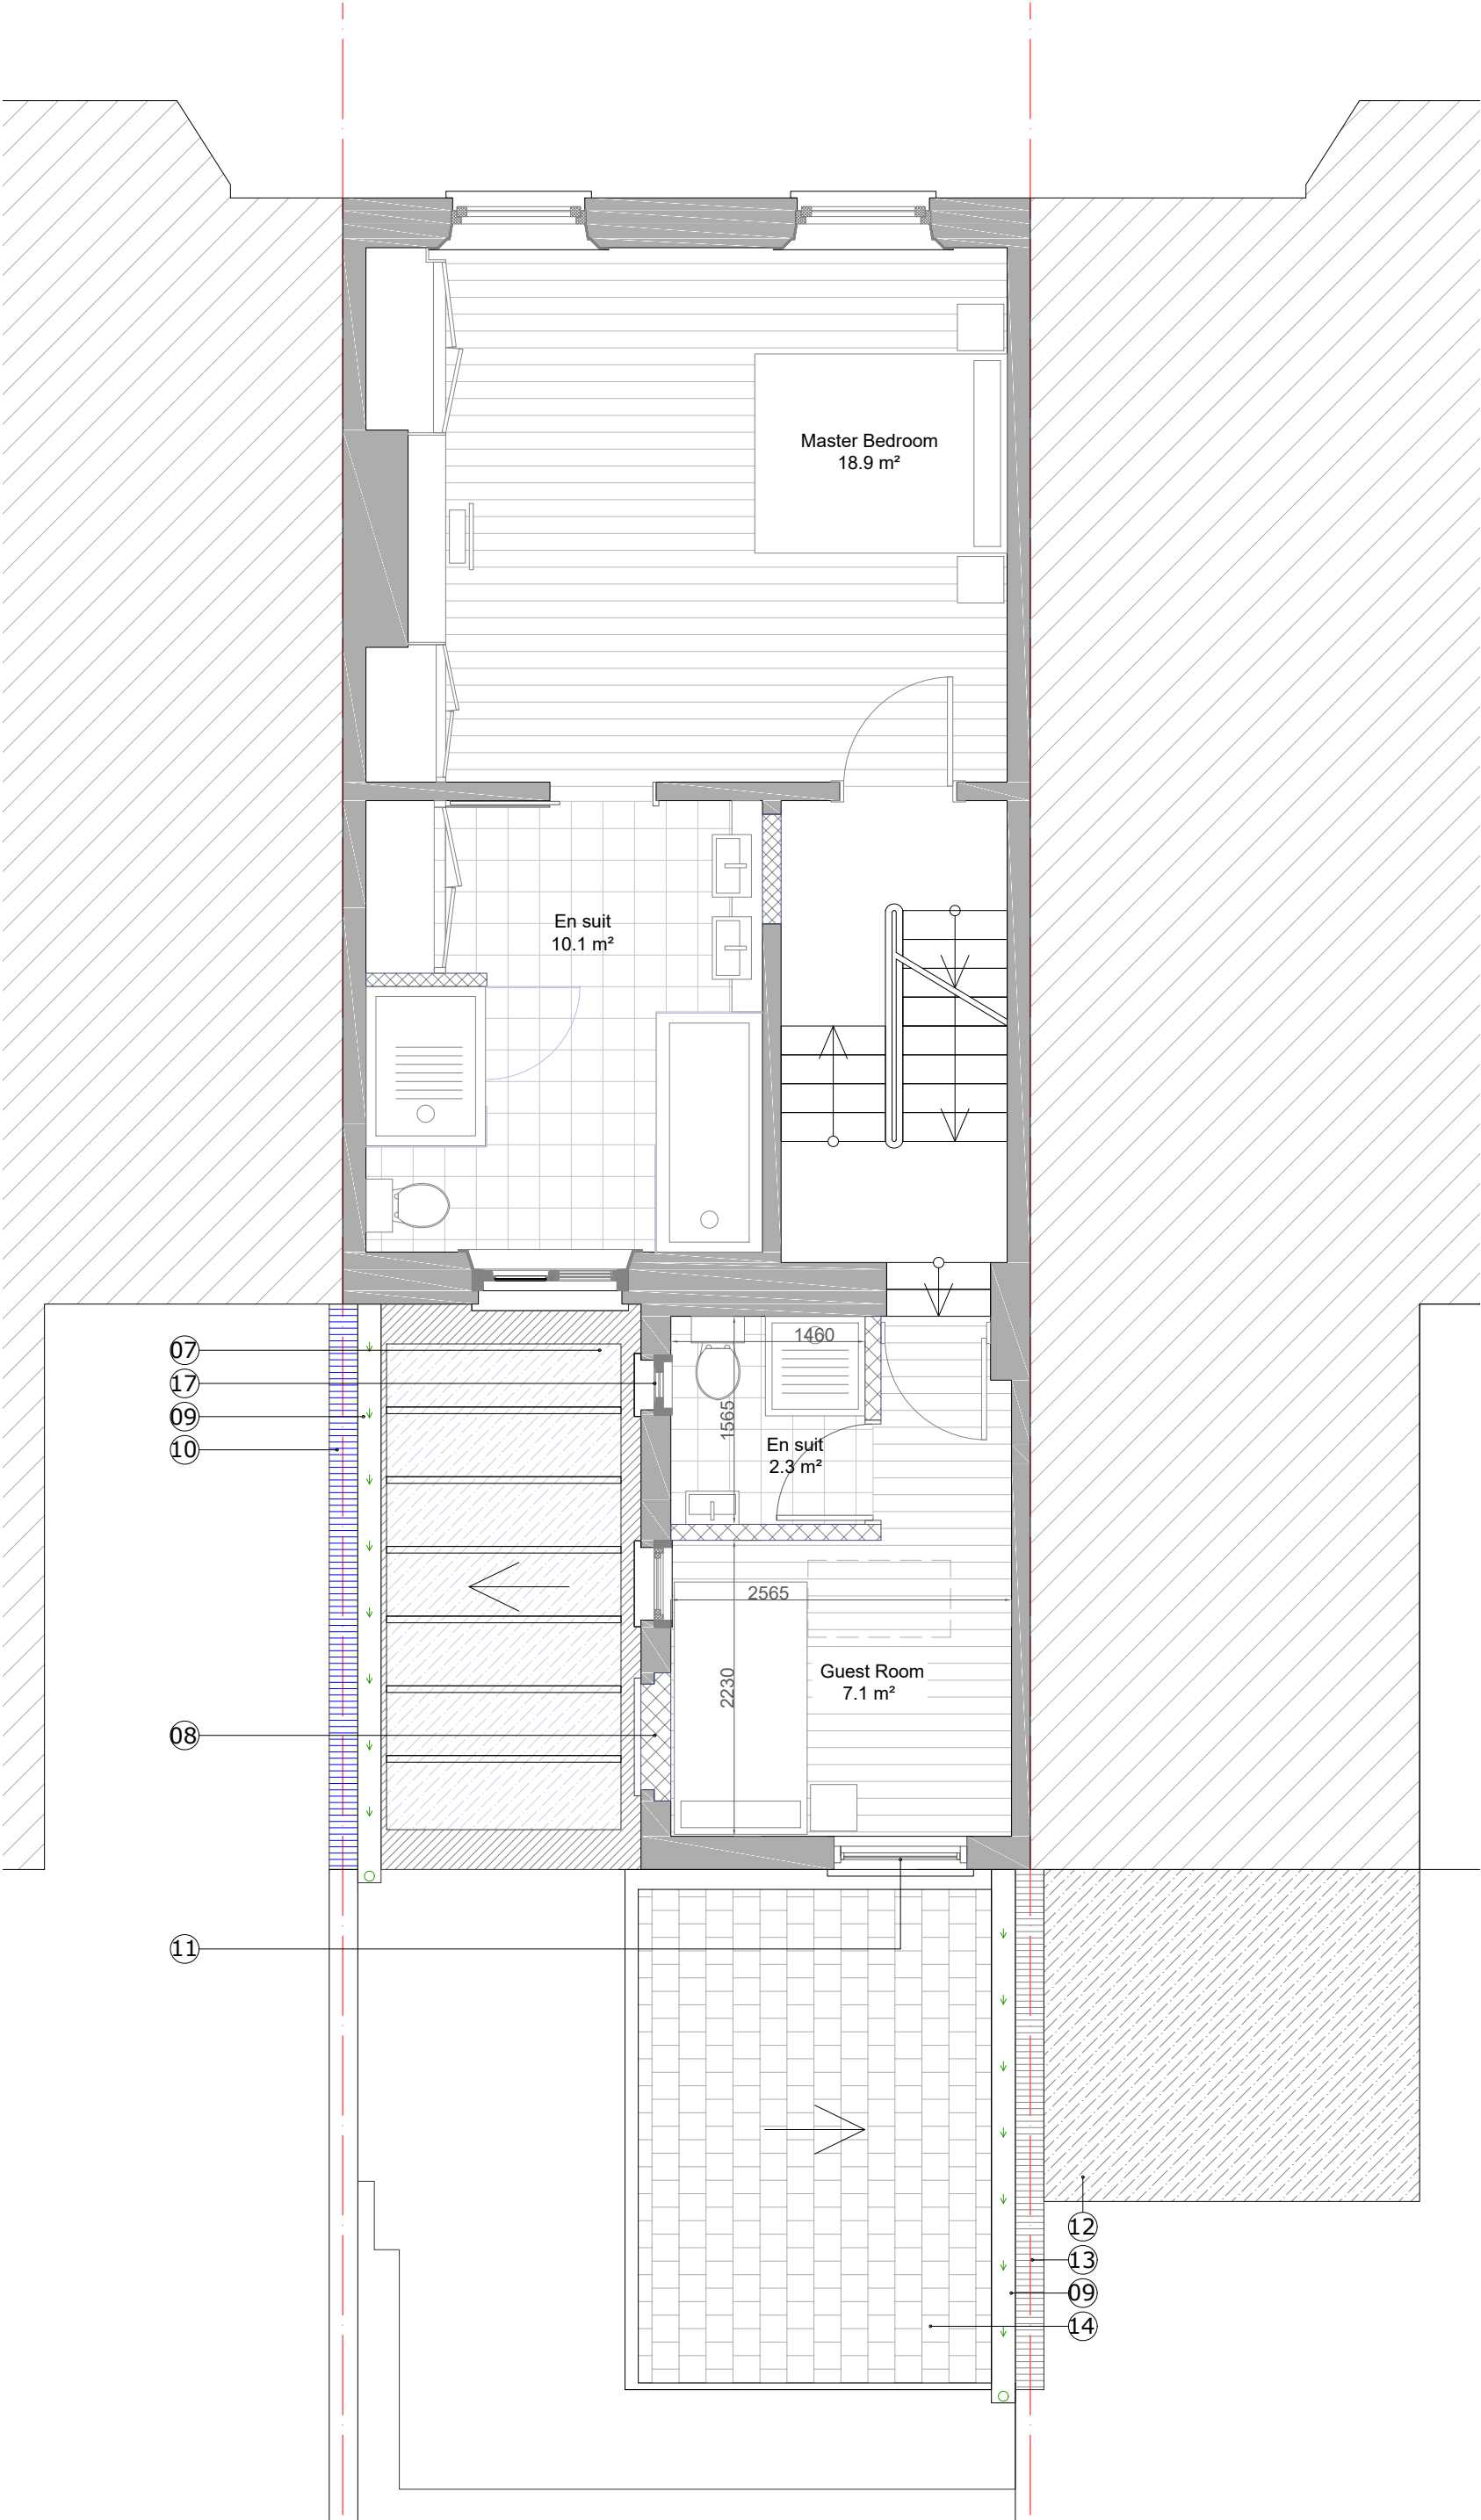 Master Bedroom
18.9 m²
En suit
10.1 m²
07
17
09
10
1460
1565
En suit
2.3 m²
2565
2230
Guest Room
7.1 m²
08
11
12
13
09
14